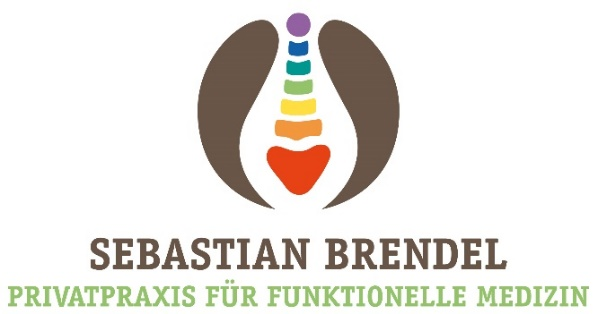 SEBASTIAN BRENDEL
PRIVATPRAXIS FÜR FUNKTIONELLE MEDIZIN